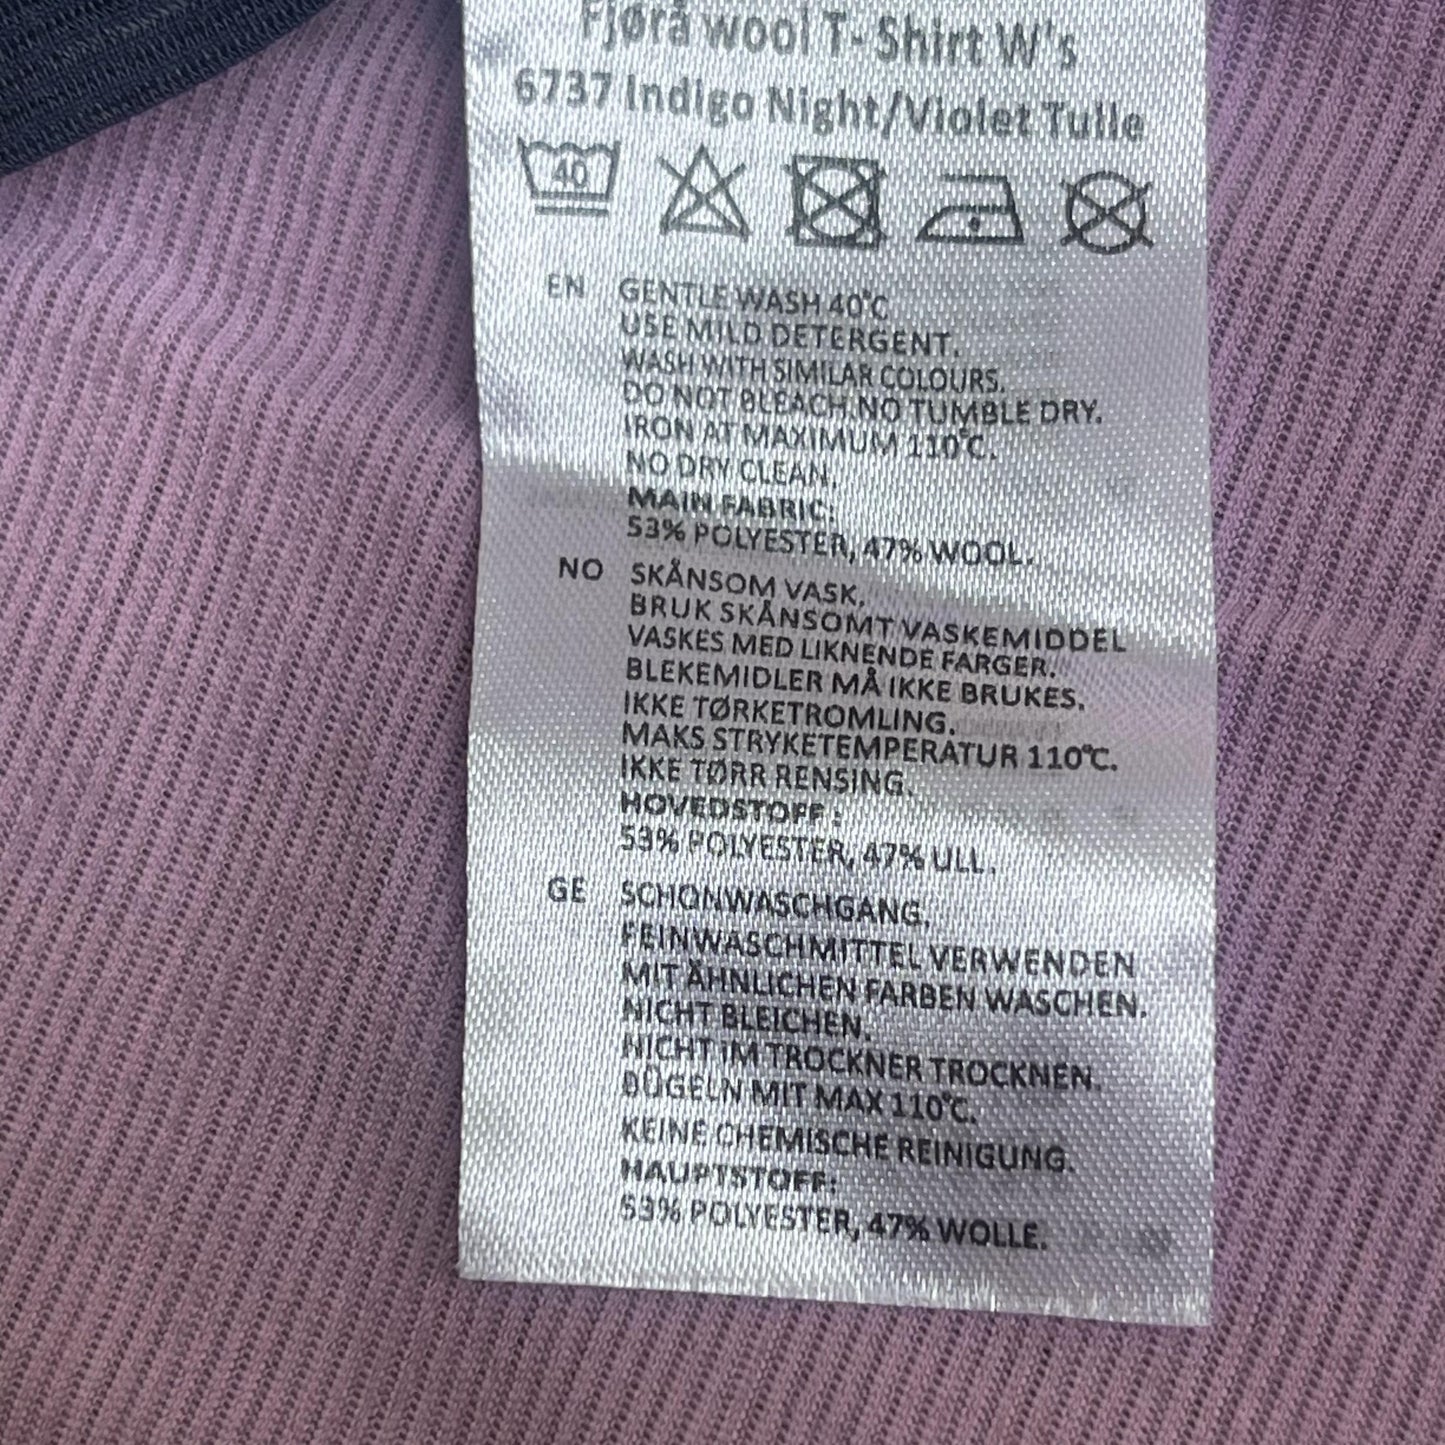 Fjørå wool T-Shirt W's
6737 Indigo Night/Violet Tulle
40
EN GENTLE WASH 40°C
USE MILD DETERGENT.
WASH WITH SIMILAR COLOURS.
DO NOT BLEACH.NO TUMBLE DRY.
IRON AT MAXIMUM 110°C.
NO DRY CLEAN.
MAIN FABRIC:
53% POLYESTER, 47% WOOL.
NO SKÅNSOM VASK.
BRUK SKÅNSOMT VASKEMIDDEL
VASKES MED LIKNENDE FARGER.
BLEKEMIDLER MÅ IKKE BRUKES.
IKKE TØRKETROMLING.
MAKS STRYKETEMPERATUR 110°C.
IKKE TØRR RENSING.
HOVEDSTOFF :
53% POLYESTER, 47% ULL.
GE SCHONWASCHGANG.
FEINWASCHMITTEL VERWENDEN
MIT ÄHNLICHEN FARBEN WASCHEN.
NICHT BLEICHEN.
NICHT IM TROCKNER TROCKNEN.
BÜGELN MIT MAX 110°C.
KEINE CHEMISCHE REINIGUNG.
HAUPTSTOFF:
53% POLYESTER, 47% WOLLE.